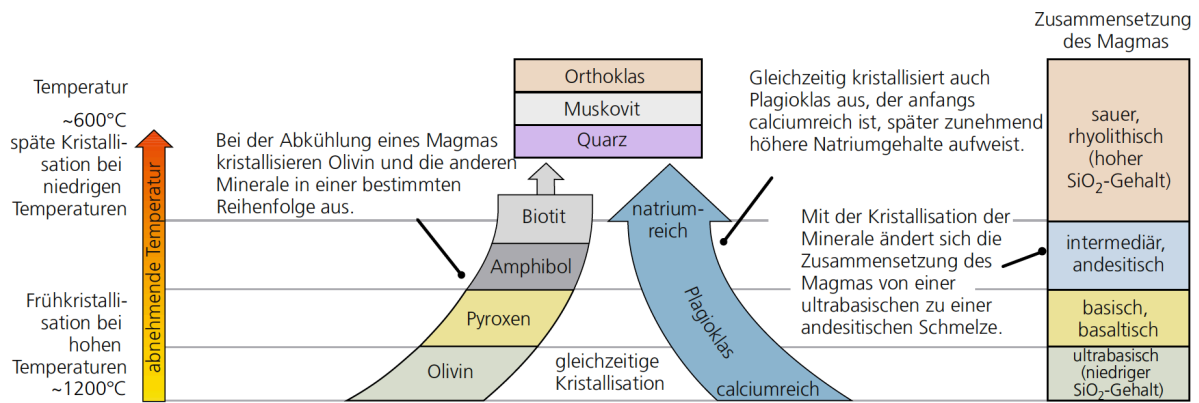 Zusammensetzung
des Magmas
Temperatur
~600°C
späte Kristalli-
sation bei
niedrigen
Temperaturen
abnehmende Temperatur
Frühkristalli-
sation bei
hohen
Temperaturen
~1200°C
Bei der Abkühlung eines Magmas
kristallisieren Olivin und die anderen
Minerale in einer bestimmten
Reihenfolge aus.
Orthoklas
Muskovit
Quarz
Biotit
Amphibol
Pyroxen
Olivin
gleichzeitige
Kristallisation
natrium-
reich
Plagioklas
calciumreich
Gleichzeitig kristallisiert auch
Plagioklas aus, der anfangs
calciumreich ist, später zunehmend
höhere Natriumgehalte aufweist.
Mit der Kristallisation der
Minerale ändert sich die
Zusammensetzung des
Magmas von einer
ultrabasischen zu einer
andesitischen Schmelze.
sauer,
rhyolithisch
(hoher
SiO₂-Gehalt)
intermediär,
andesitisch
basisch,
basaltisch
ultrabasisch
(niedriger
SiO₂-Gehalt)